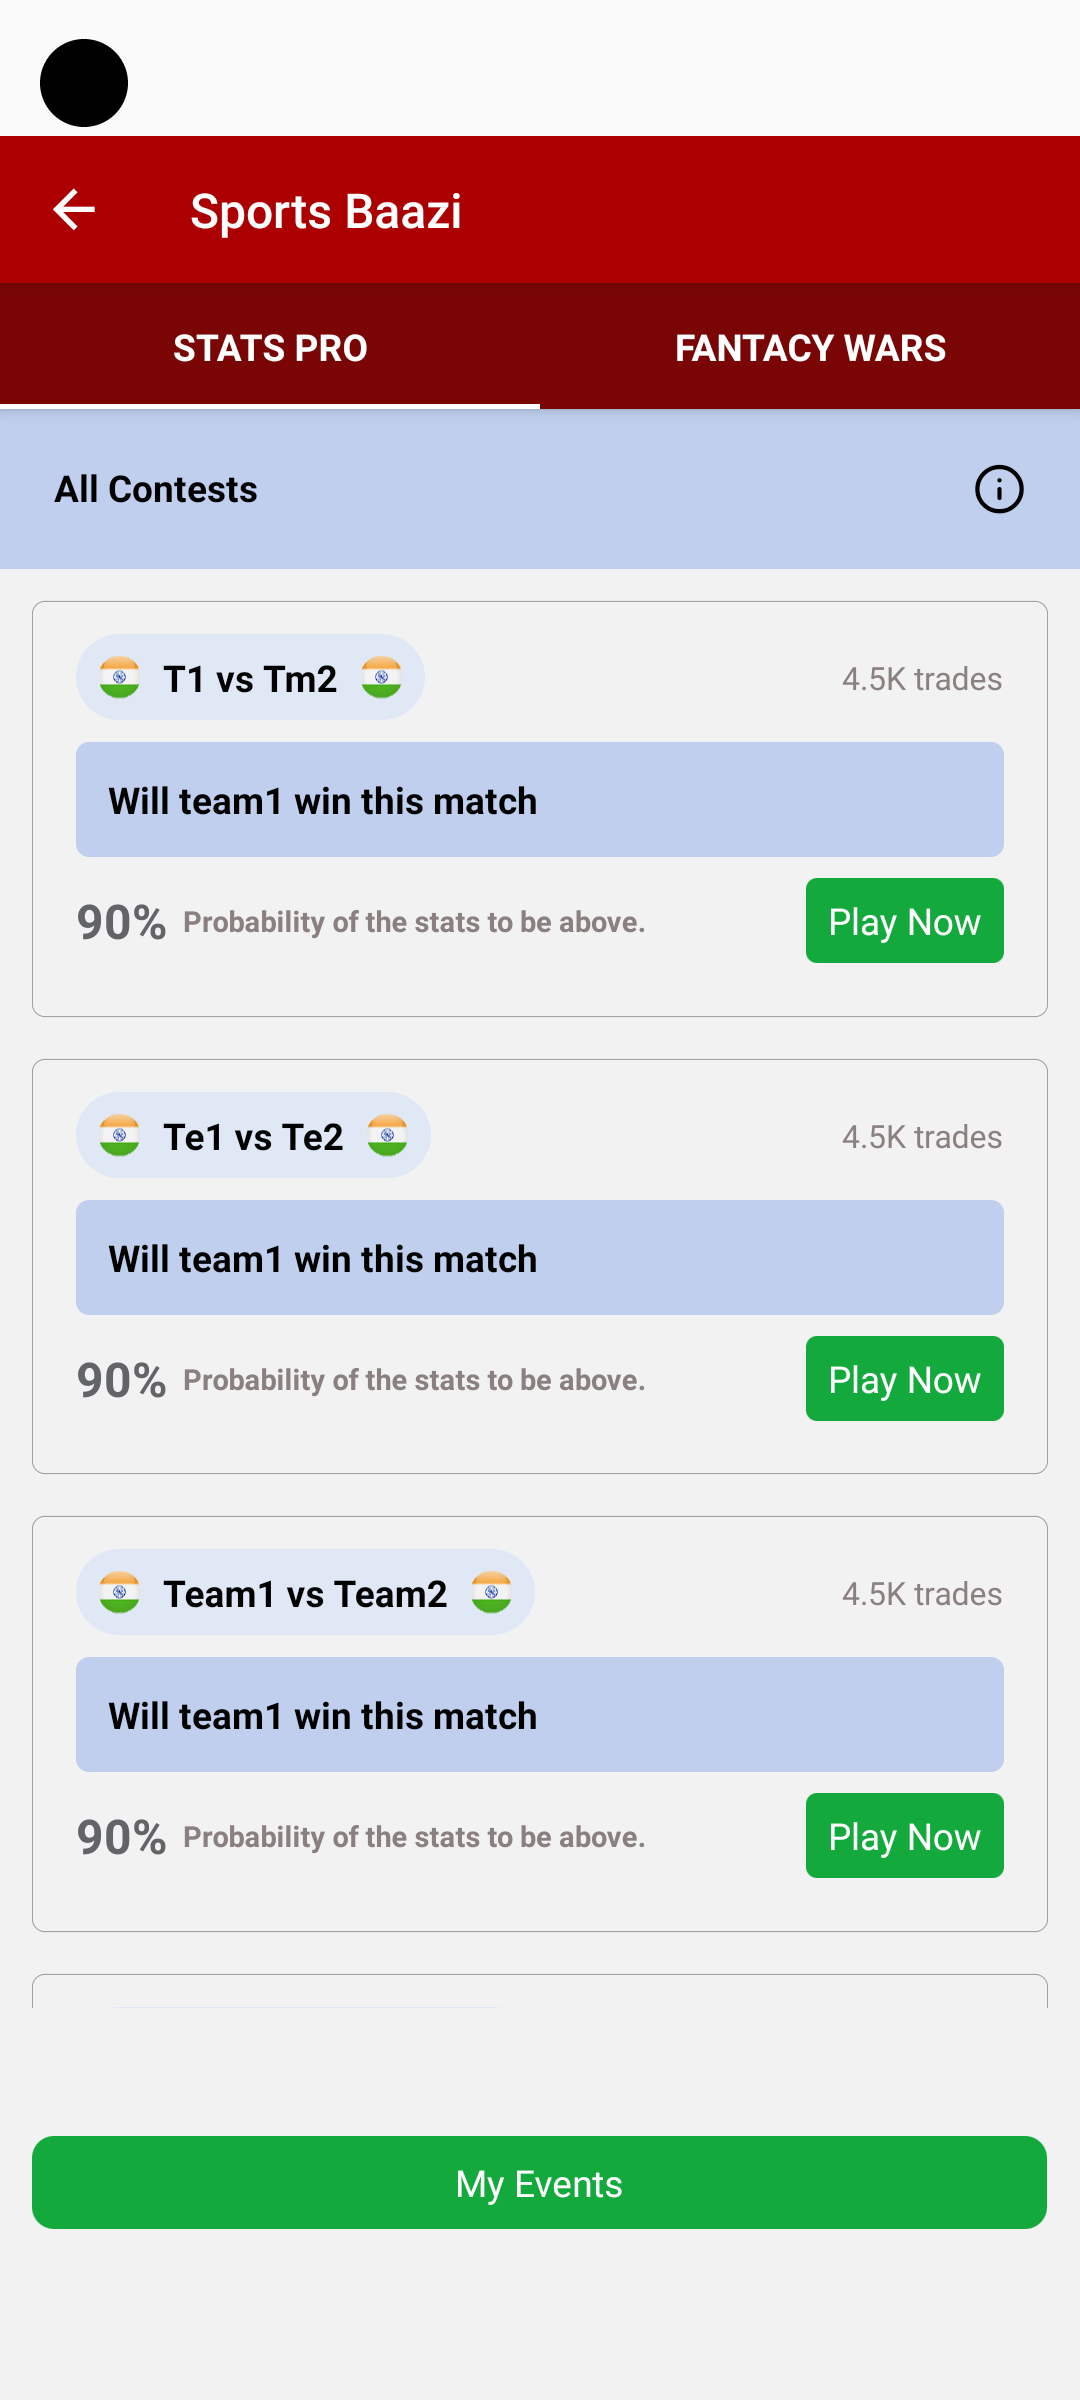 Sports Baazi
STATS PRO
FANTACY WARS
All Contests
T1 vs Tm2
4.5K trades
Will team1 win this match
90% Probability of the stats to be above.
Play Now
Te1 vs Te2
4.5K trades
Will team1 win this match
90% Probability of the stats to be above.
Play Now
Team1 vs Team2
4.5K trades
Will team1 win this match
90% Probability of the stats to be above.
Play Now
My Events